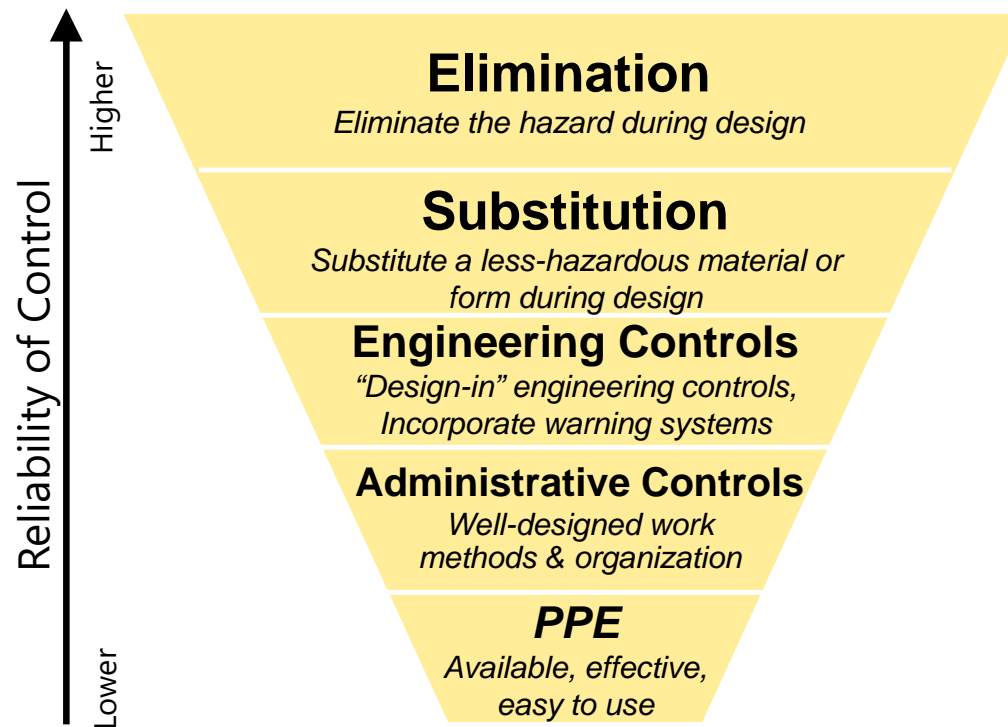 Reliability of Control
Higher
Lower
Elimination
Eliminate the hazard during design
Substitution
Substitute a less-hazardous material or
form during design
Engineering Controls
“Design-in” engineering controls,
Incorporate warning systems
Administrative Controls
Well-designed work
methods & organization
PPE
Available, effective,
easy to use